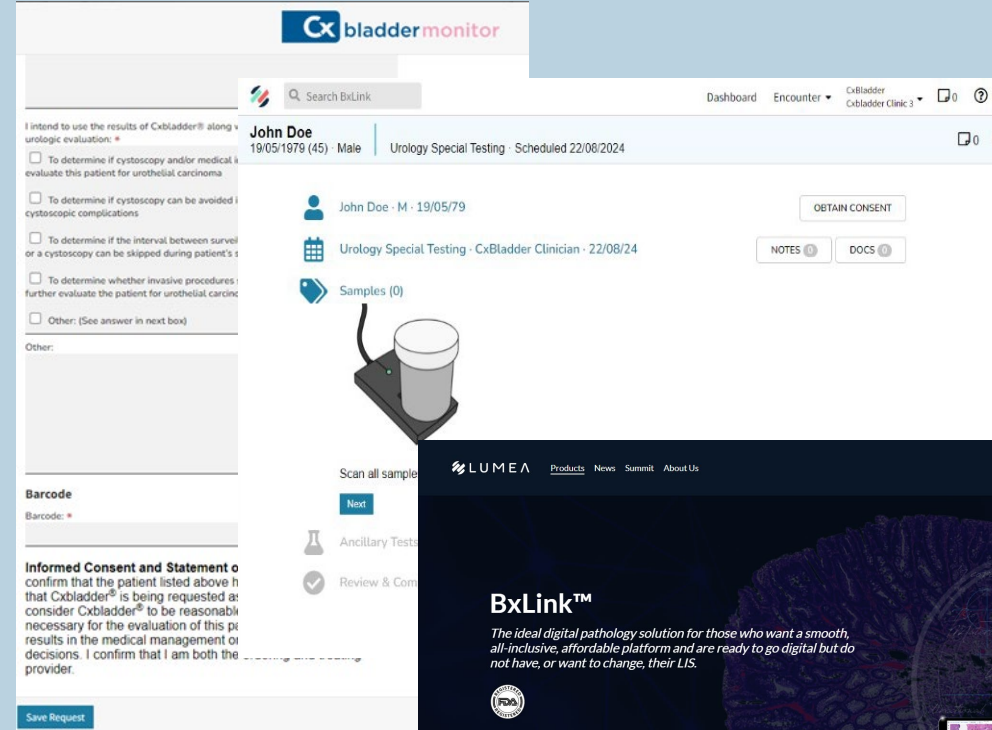 Cx bladder monitor
I intend to use the results of Cxbladder® along
urologic evaluation: *
To determine if cystoscopy and/or medical
evaluate this patient for urothelial carcinoma
To determine if cystoscopy can be avoided
cystoscopic complications
To determine if the interval between
or a cystoscopy can be skipped during patient's
To determine whether invasive procedures
further evaluate the patient for urothelial
Other: (See answer in next box)
Other:
Barcode
Barcode: *
Informed Consent and Statement
confirm that the patient listed above
that Cxbladder® is being requested
consider Cxbladder® to be
necessary for the evaluation of this
results in the medical management
decisions. I confirm that I am both the
provider.
Save Request
Search BxLink
Dashboard Encounter CxBladder
Cxbladder Clinic 3 0
John Doe
19/05/1979 (45) · Male Urology Special Testing · Scheduled 22/08/2024 0
John Doe · M · 19/05/79 OBTAIN CONSENT
Urology Special Testing · CxBladder Clinician · 22/08/24 NOTES 0 DOCS 0
Samples (0)
Scan all
Next
Ancillary Tests
Review &
LUMEA Products News Summit About Us
BxLink™
The ideal digital pathology solution for those who want a smooth,
all-inclusive, affordable platform and are ready to go digital but do
not have, or want to change, their LIS.
REGISTERED
FDA
REGISTERED